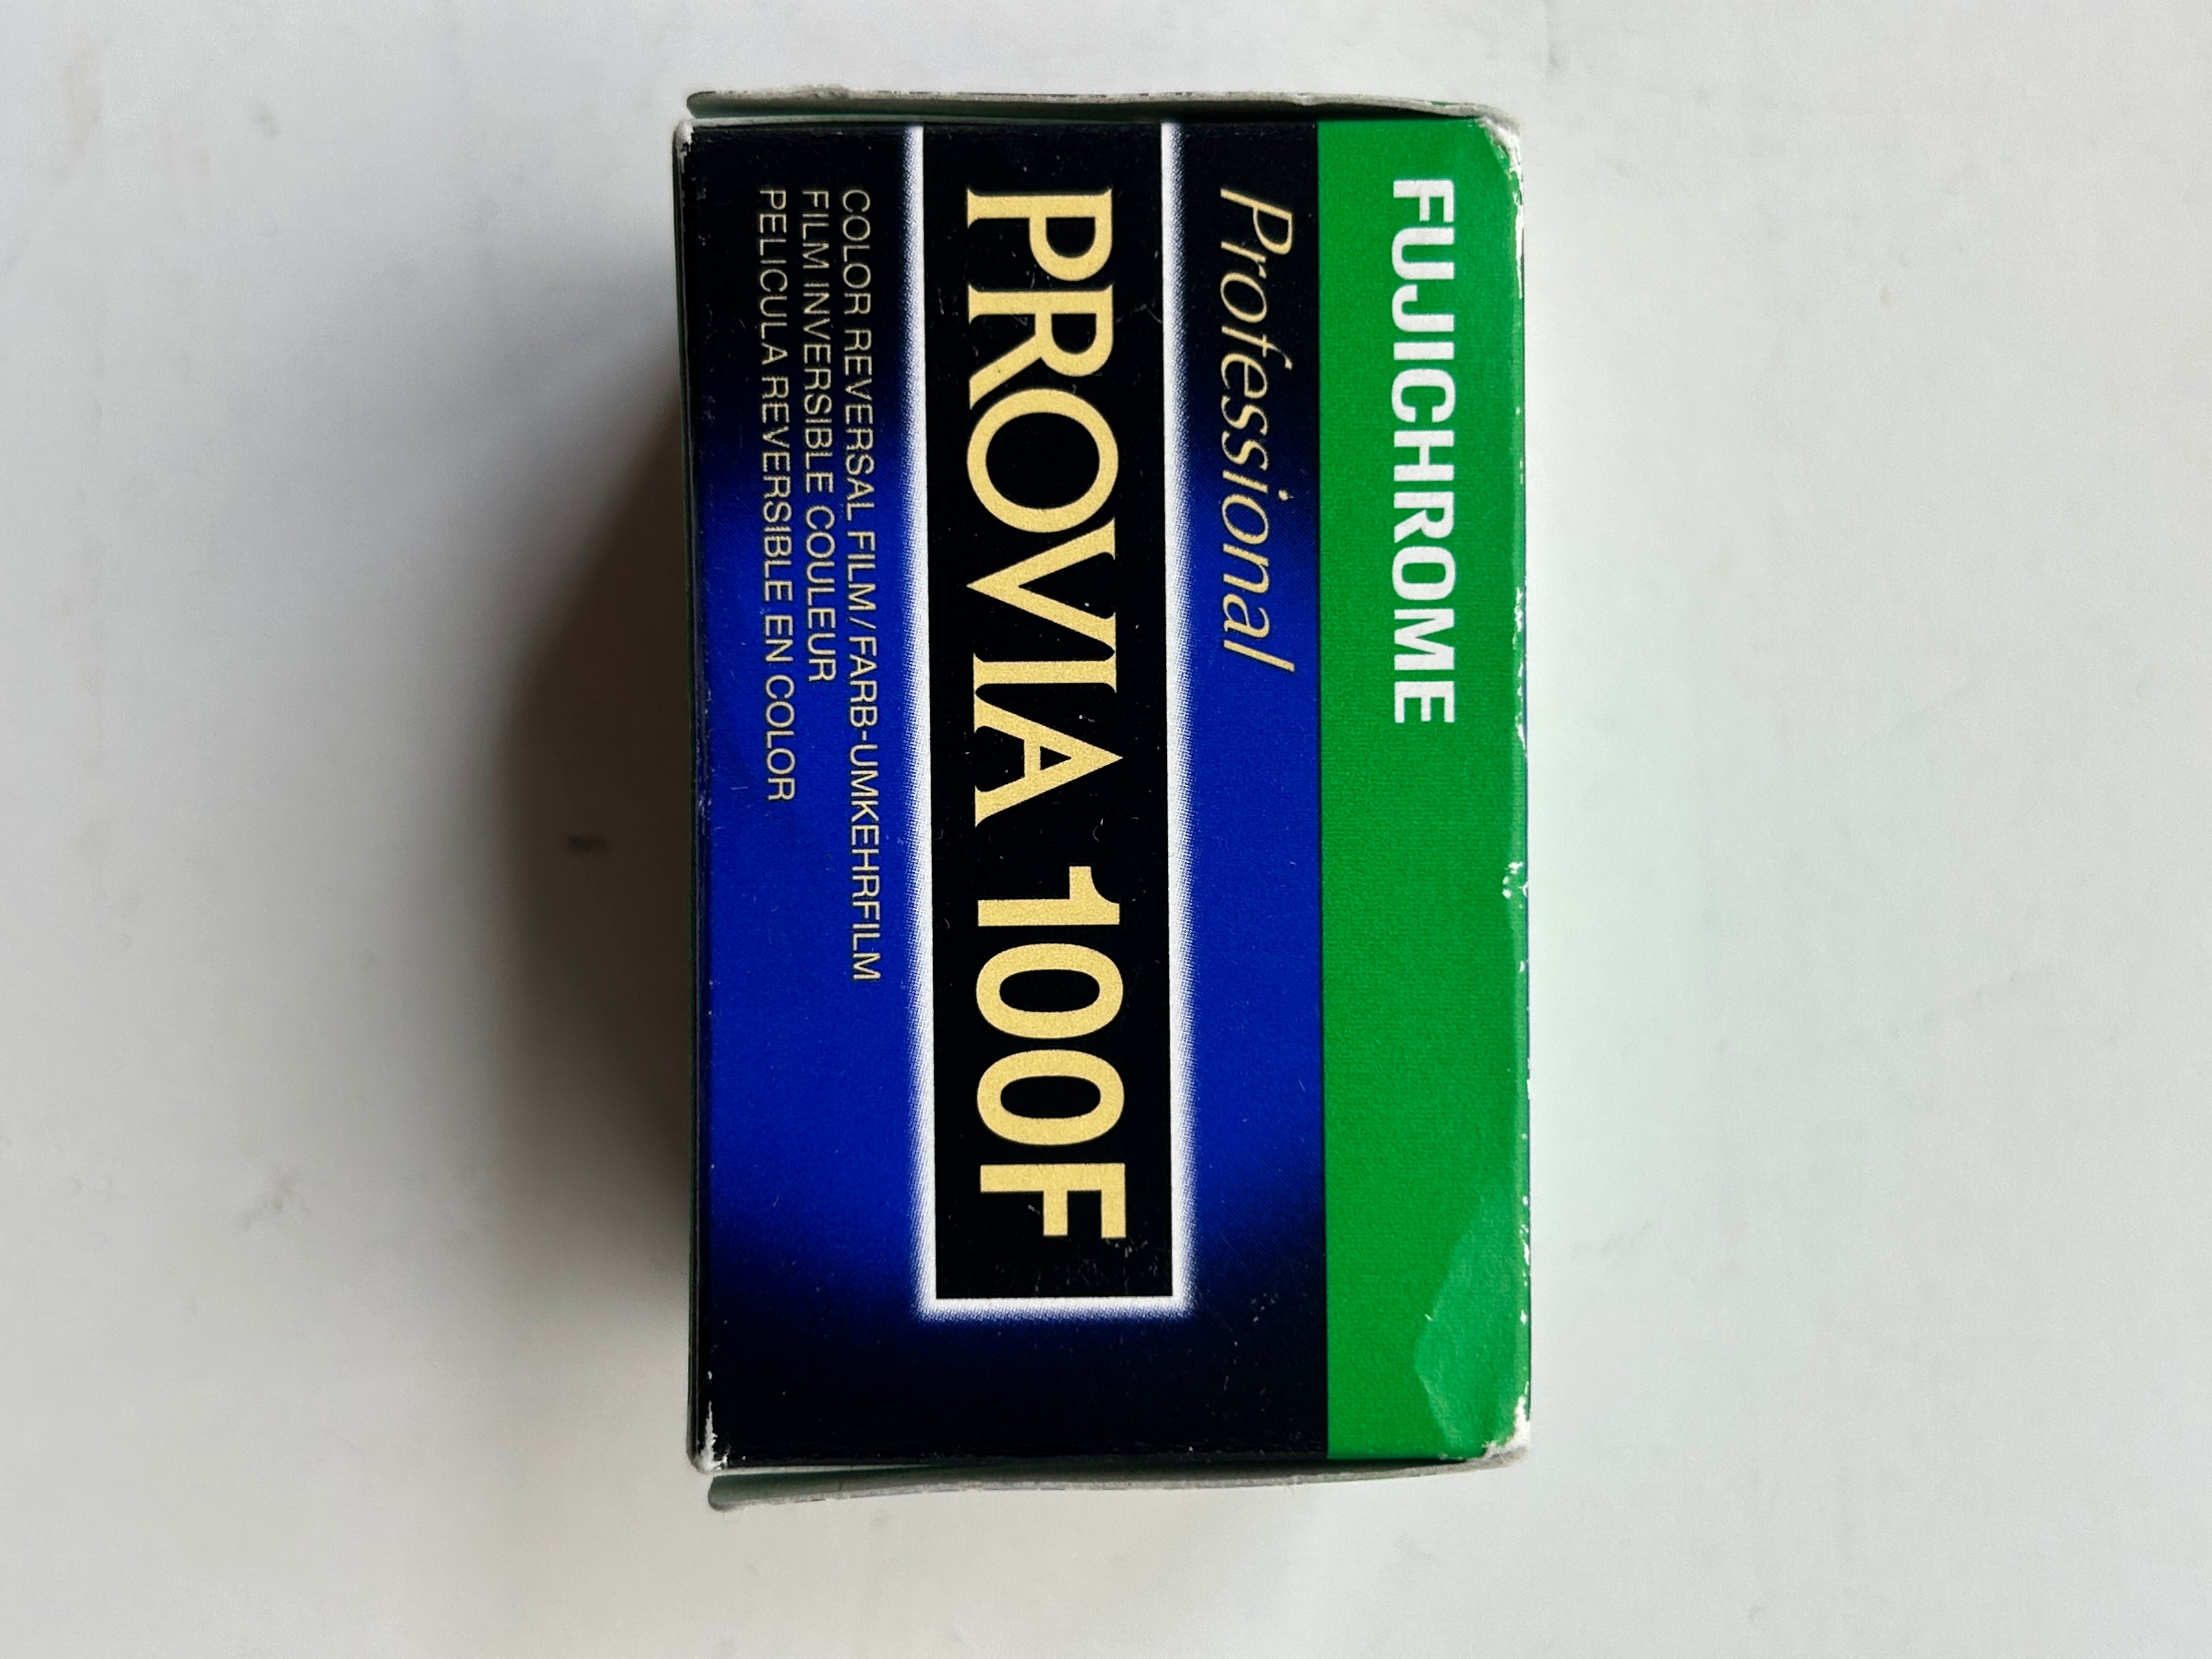 FUJICHROME
Professional
PROVIA 100F
COLOR REVERSAL FILM/FARB-UMKEHRFILM
FILM INVERSIBLE COULEUR
PELICULA REVERSIBLE EN COLOR